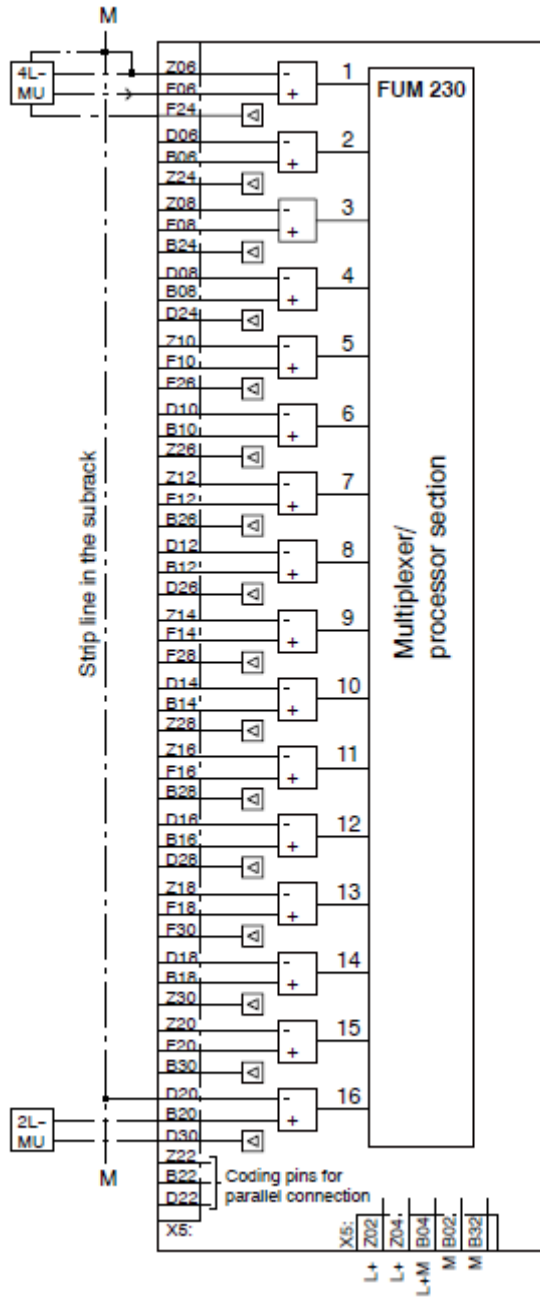 M
4L-
MU
Z06
F06
F24
- + 1
FUM 230
D06
B06
Z24
- + 2
Z08
F08
B24
- + 3
D08
B08
D24
- + 4
Z10
F10
F26
- + 5
D10
B10
Z26
- + 6
Z12
F12
B26
- + 7
D12
B12
D26
- + 8
Z14
F14
F28
- + 9
D14
B14
Z28
- + 10
Z16
F16
B28
- + 11
D16
B16
D28
- + 12
Z18
F18
F30
- + 13
D18
B18
Z30
- + 14
Z20
F20
B30
- + 15
D20
B20
D30
- + 16
Strip line in the subrack
Multiplexer/
processor section
2L-
MU
M
Z22
B22
D22
Coding pins for
parallel connection
X5:
X5: Z02 Z04 B04 B02 B32
L+ L+ L+M M M